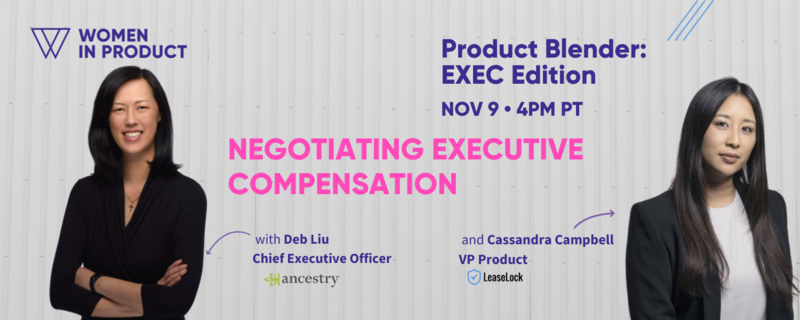 WOMEN
IN PRODUCT
Product Blender:
EXEC Edition
NOV 9 • 4PM PT
NEGOTIATING EXECUTIVE
COMPENSATION
with Deb Liu
Chief Executive Officer
ancestry
and Cassandra Campbell
VP Product
LeaseLock